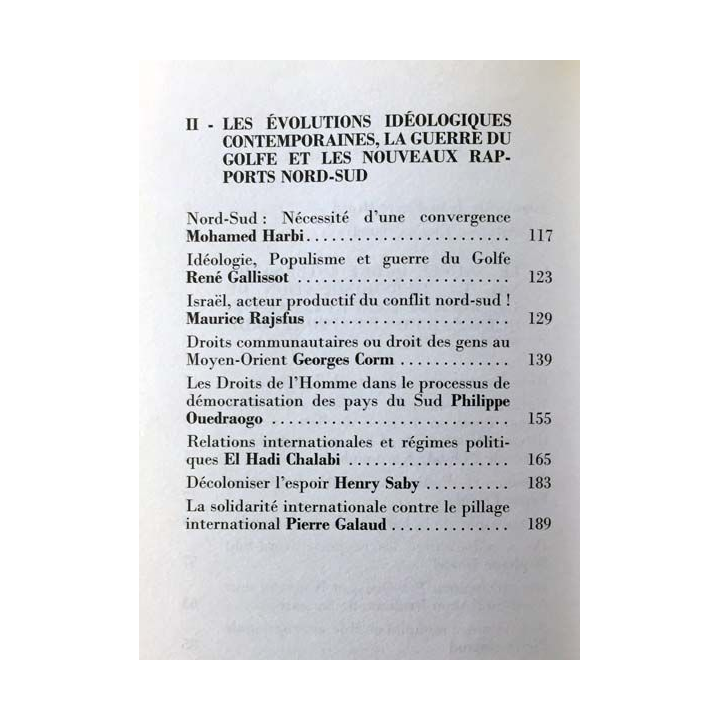 II - LES ÉVOLUTIONS IDÉOLOGIQUES
CONTEMPORAINES, LA GUERRE DU
GOLFE ET LES NOUVEAUX RAP-
PORTS NORD-SUD
Nord-Sud : Nécessité d'une convergence
Mohamed Harbi.......................... 117
Idéologie, Populisme et guerre du Golfe
René Gallissot .......................... 123
Israël, acteur productif du conflit nord-sud !
Maurice Rajsfus ........................ 129
Droits communautaires ou droit des gens au
Moyen-Orient Georges Corm ............. 139
Les Droits de l'Homme dans le processus de
démocratisation des pays du Sud Philippe
Ouedraogo ............................. 155
Relations internationales et régimes politi-
ques El Hadi Chalabi ................... 165
Décoloniser l'espoir Henry Saby .......... 183
La solidarité internationale contre le pillage
international Pierre Galaud .............. 189